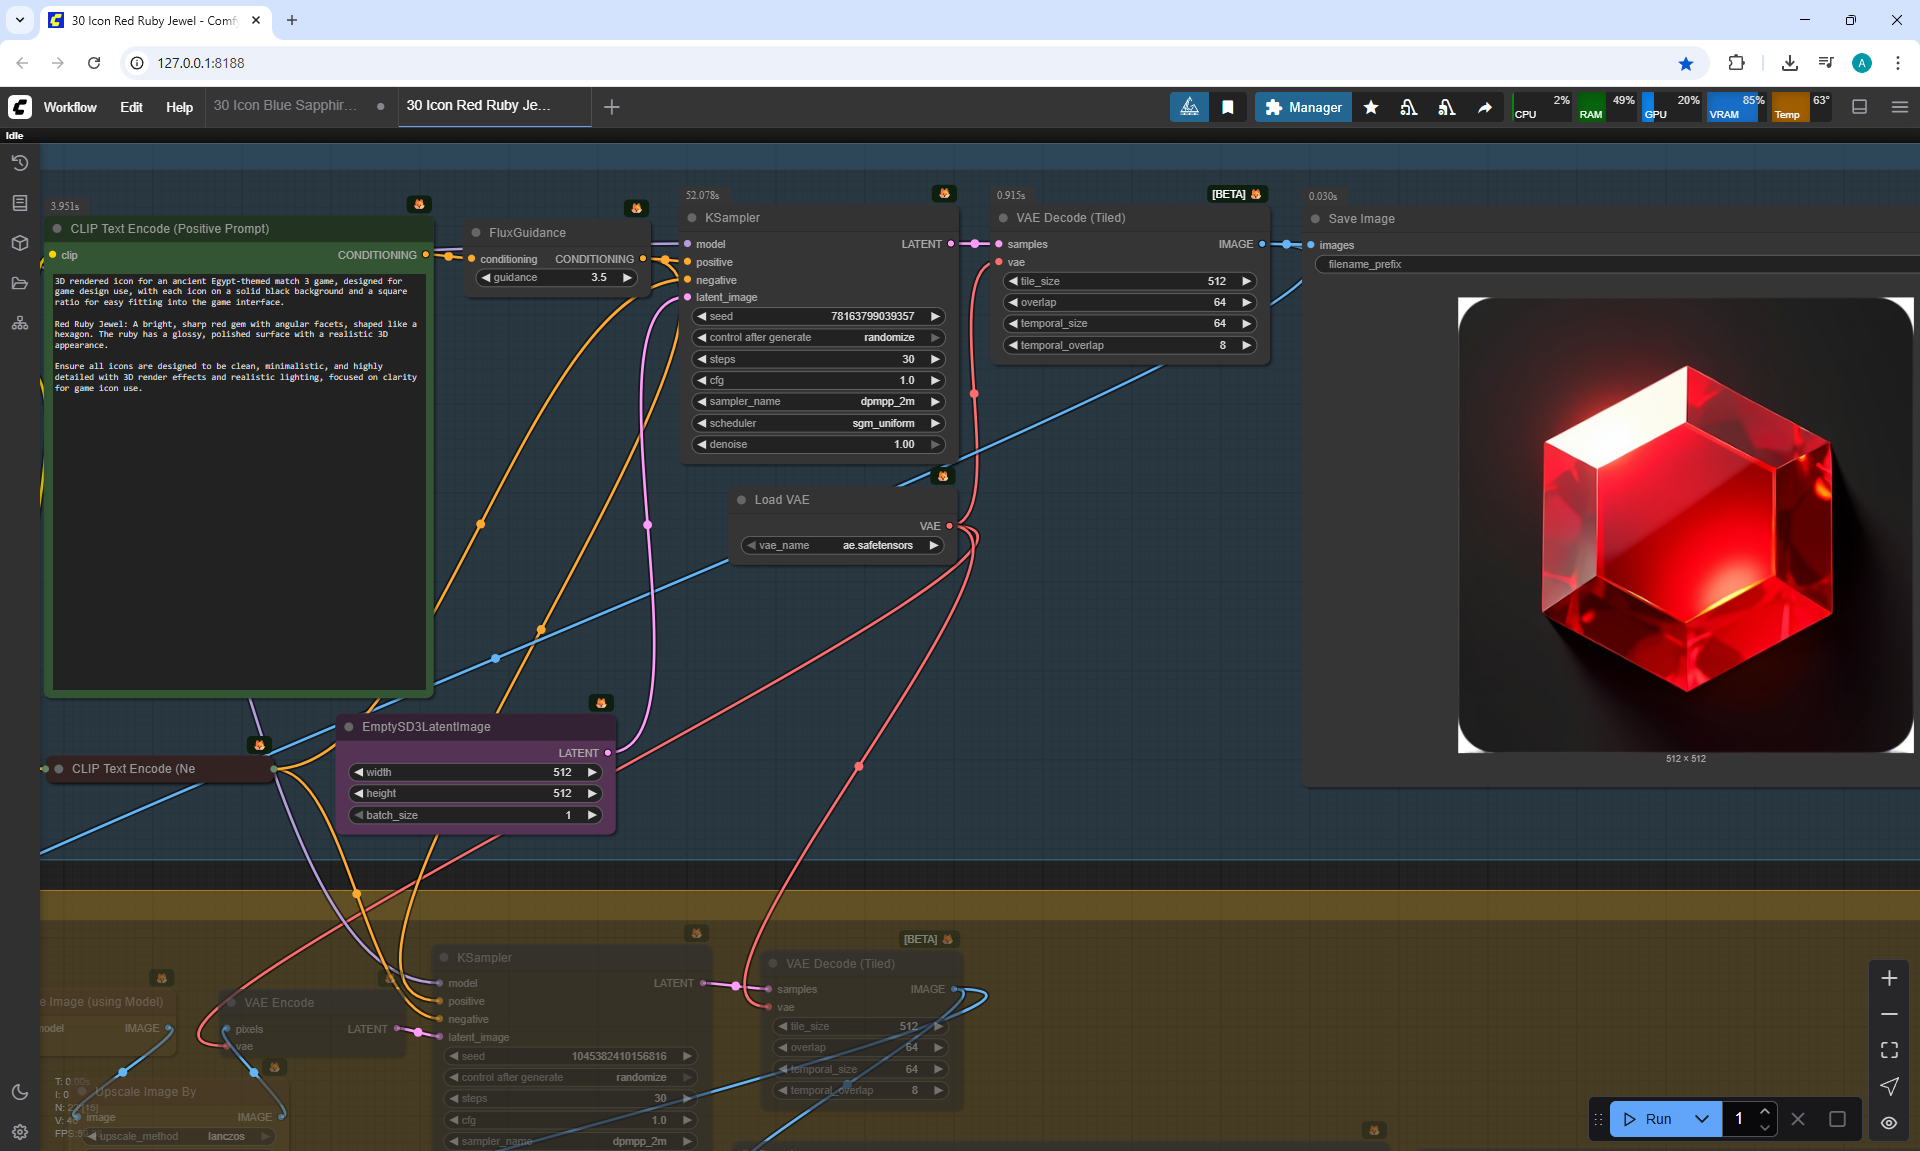 30 Icon Red Ruby Jewel - Comf
127.0.0.1:8188
Workflow
Edit
Help
30 Icon Blue Sapphir...
30 Icon Red Ruby Je...
Manager
CPU 2%
RAM 49%
GPU 20%
VRAM 85%
Temp 63°
Idle
3.951s
CLIP Text Encode (Positive Prompt)
clip
CONDITIONING
3D rendered icon for an ancient Egypt-themed match 3 game, designed for
game design use, with each icon on a solid black background and a square
ratio for easy fitting into the game interface.
Red Ruby Jewel: A bright, sharp red gem with angular facets, shaped like a
hexagon. The ruby has a glossy, polished surface with a realistic 3D
appearance.
Ensure all icons are designed to be clean, minimalistic, and highly
detailed with 3D render effects and realistic lighting, focused on clarity
for game icon use.
FluxGuidance
conditioning CONDITIONING
guidance 3.5
52.078s
KSampler
model LATENT
positive
negative
latent_image
seed 78163799039357
control after generate randomize
steps 30
cfg 1.0
sampler_name dpmpp_2m
scheduler sgm_uniform
denoise 1.00
0.915s
[BETA]
VAE Decode (Tiled)
samples IMAGE
vae
tile_size 512
overlap 64
temporal_size 64
temporal_overlap 8
0.030s
Save Image
images
filename_prefix
512 × 512
Load VAE
VAE
vae_name ae.safetensors
EmptySD3LatentImage
LATENT
width 512
height 512
batch_size 1
CLIP Text Encode (Ne
e Image (using Model)
odel IMAGE
VAE Encode
pixels LATENT
vae
Upscale Image By
image IMAGE
upscale_method lanczos
T: 0.00s
I: 0
KSampler
model LATENT
positive
negative
latent_image
seed 1045382410156816
control after generate randomize
steps 30
cfg 1.0
sampler_name dpmpp_2m
[BETA]
VAE Decode (Tiled)
samples IMAGE
vae
tile_size 512
overlap 64
temporal_size 64
temporal_overlap 8
Run
1
A